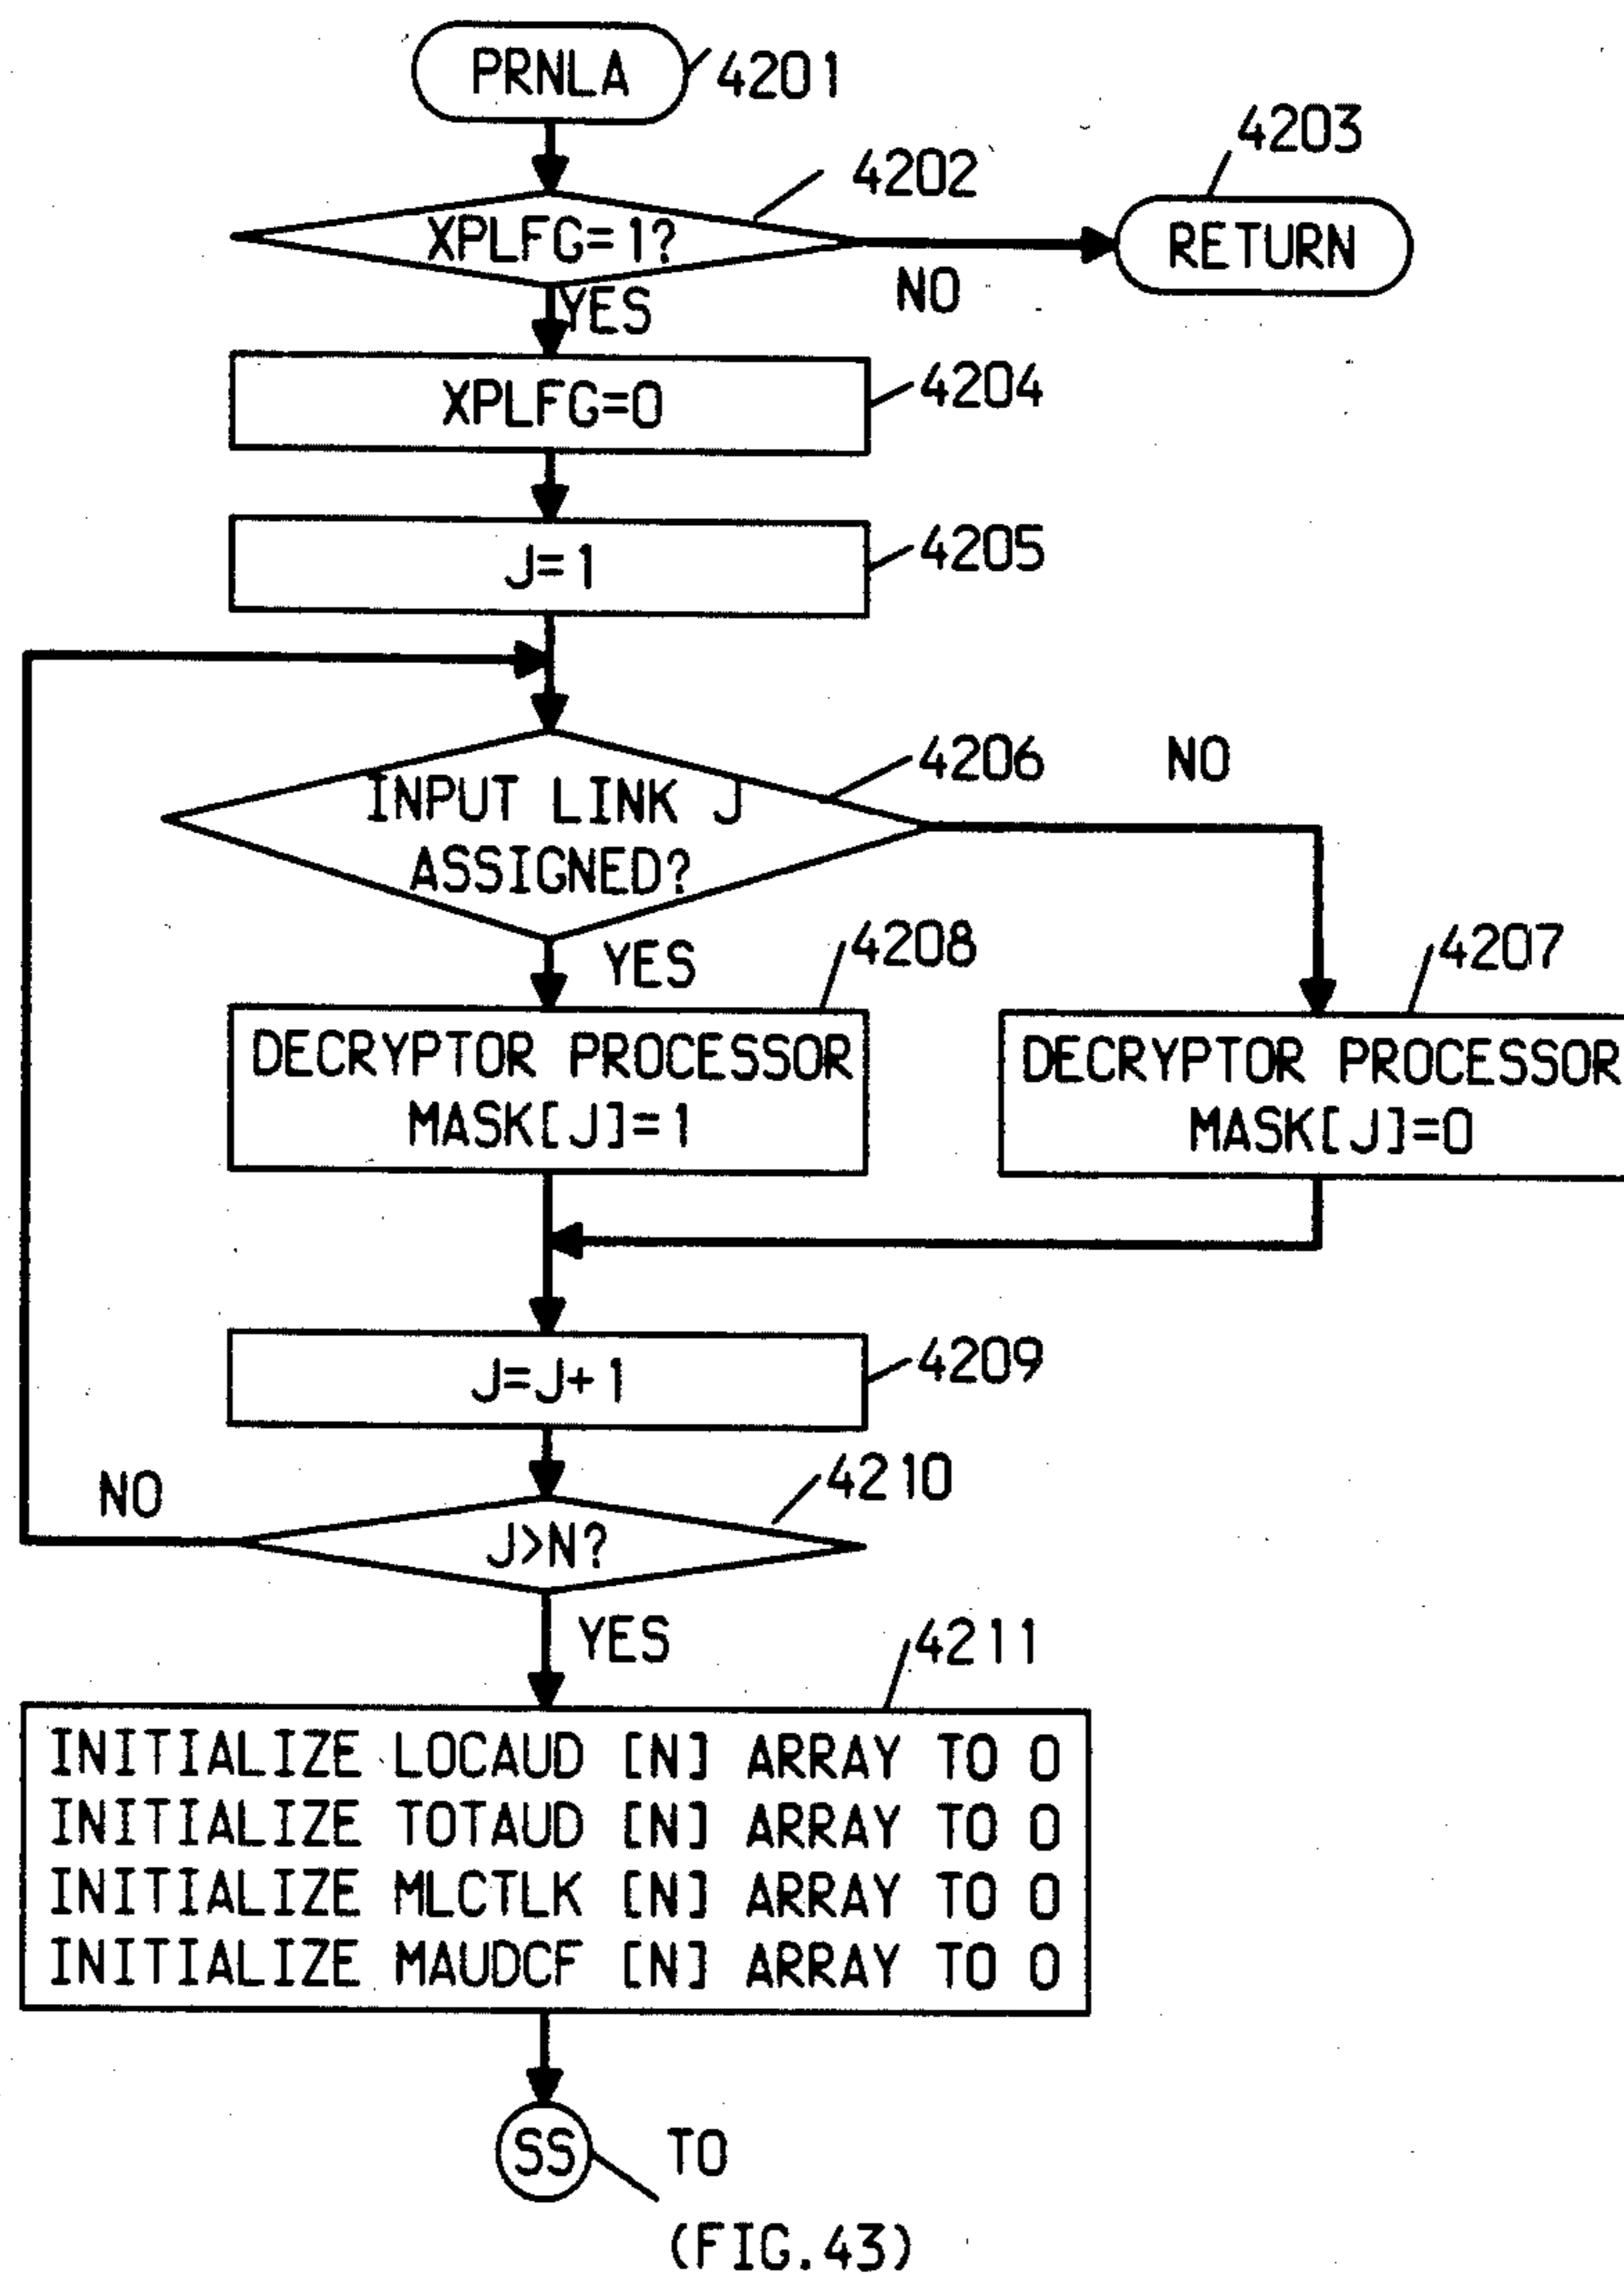 PRNLA
4201
4202
4203
XPLFG=1?
RETURN
NO
YES
XPLFG=0
4204
J=1
4205
4206
NO
INPUT LINK J
ASSIGNED?
YES
4208
4207
DECRYPTOR PROCESSOR
MASK[J]=1
DECRYPTOR PROCESSOR
MASK[J]=0
J=J+1
4209
NO
4210
J>N?
YES
4211
INITIALIZE LOCAUD [N] ARRAY TO 0
INITIALIZE TOTAUD [N] ARRAY TO 0
INITIALIZE MLCTLK [N] ARRAY TO 0
INITIALIZE MAUDCF [N] ARRAY TO 0
SS
TO
(FIG.43)